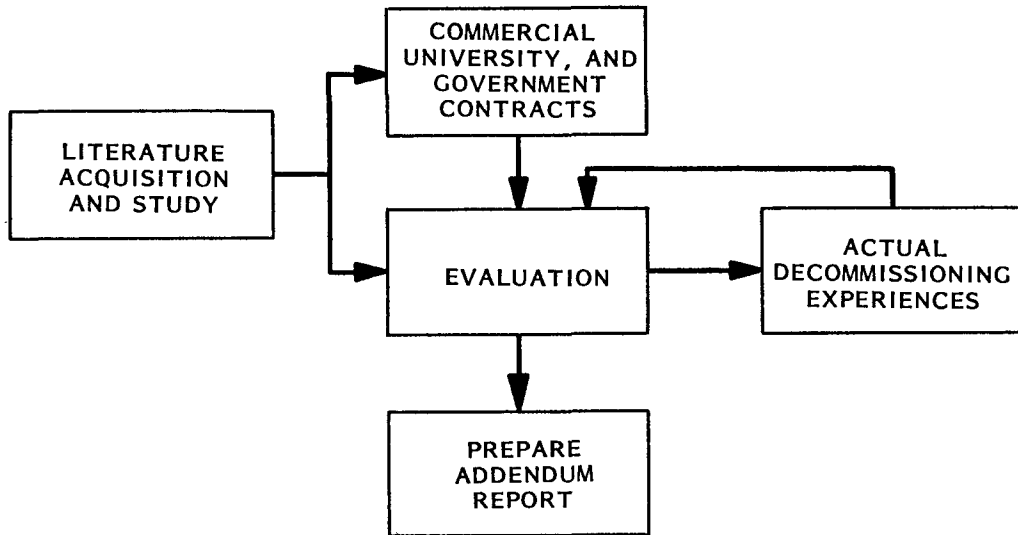 COMMERCIAL
UNIVERSITY, AND
GOVERNMENT
CONTRACTS
LITERATURE
ACQUISITION
AND STUDY
EVALUATION
ACTUAL
DECOMMISSIONING
EXPERIENCES
PREPARE
ADDENDUM
REPORT